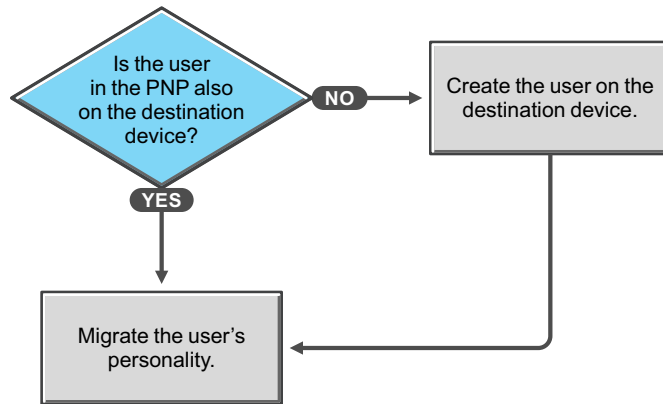 Is the user
in the PNP also
on the destination
device?
NO
Create the user on the
destination device.
YES
Migrate the user's
personality.